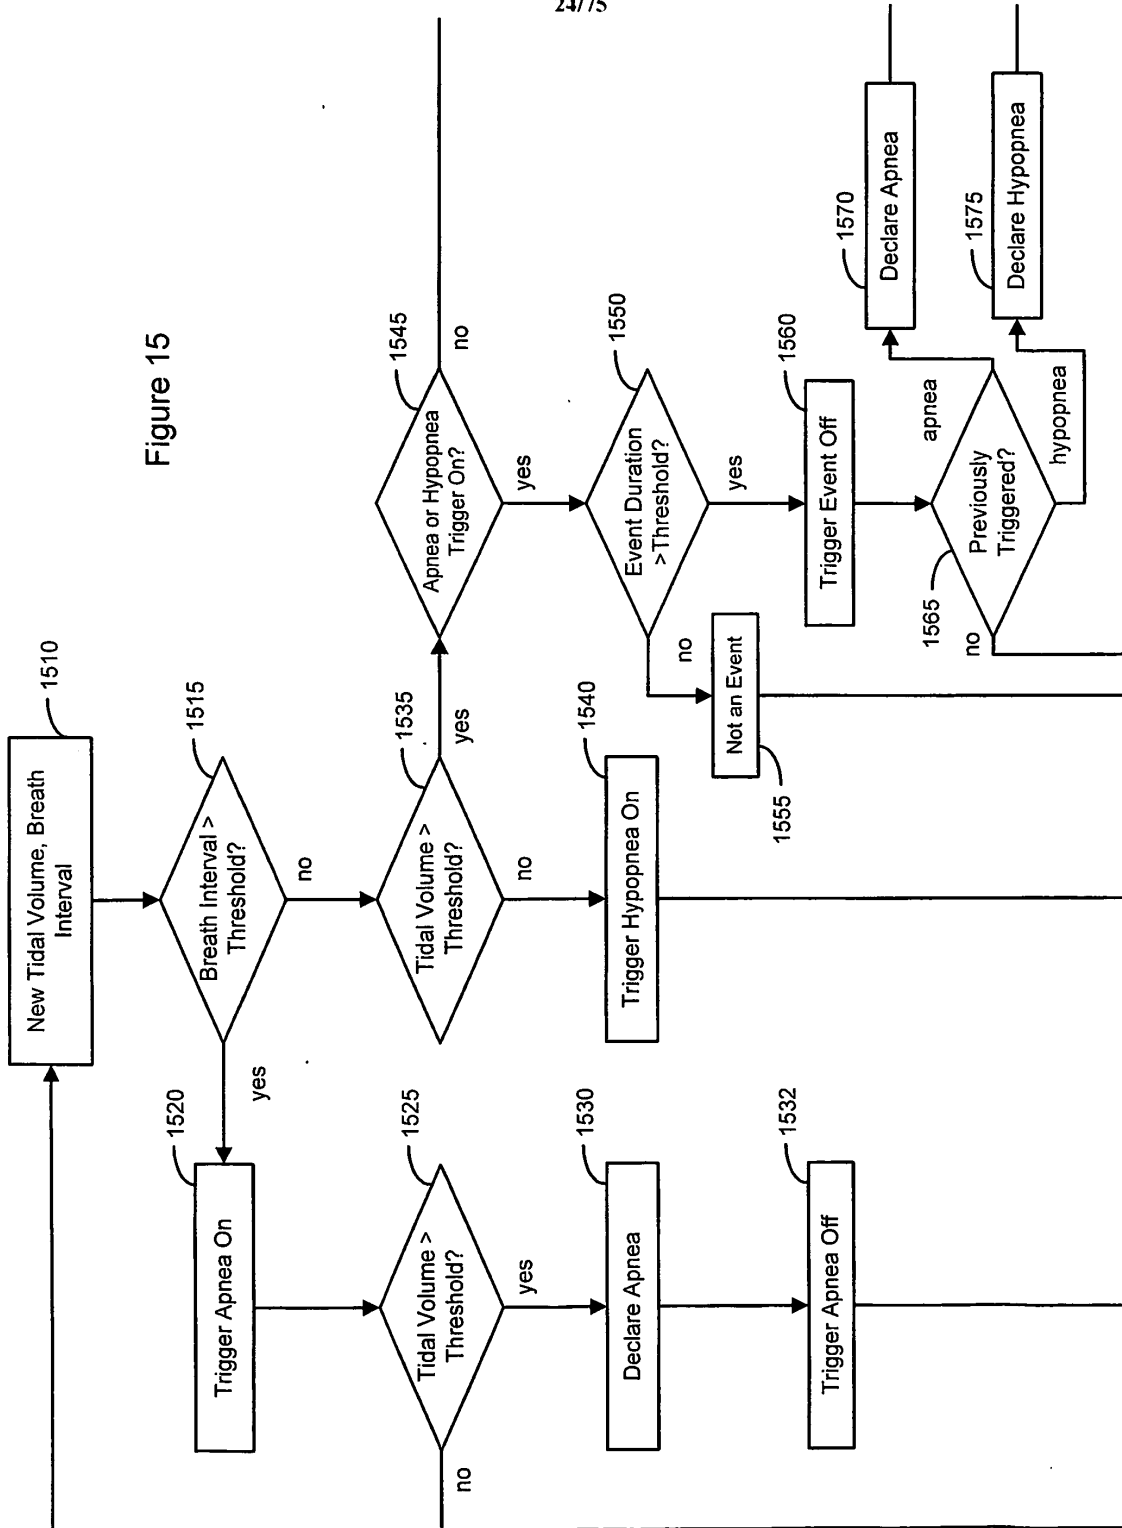 24/75
Figure 15
New Tidal Volume, Breath
Interval
1510
Breath Interval >
Threshold?
1515
yes
no
Trigger Apnea On
1520
Tidal Volume >
Threshold?
1525
no
yes
Declare Apnea
1530
Trigger Apnea Off
1532
Tidal Volume >
Threshold?
1535
yes
no
Trigger Hypopnea On
1540
Apnea or Hypopnea
Trigger On?
1545
no
yes
Event Duration
>Threshold?
1550
no
yes
Not an Event
1555
Trigger Event Off
1560
Previously
Triggered?
1565
no
apnea
hypopnea
Declare Apnea
1570
Declare Hypopnea
1575